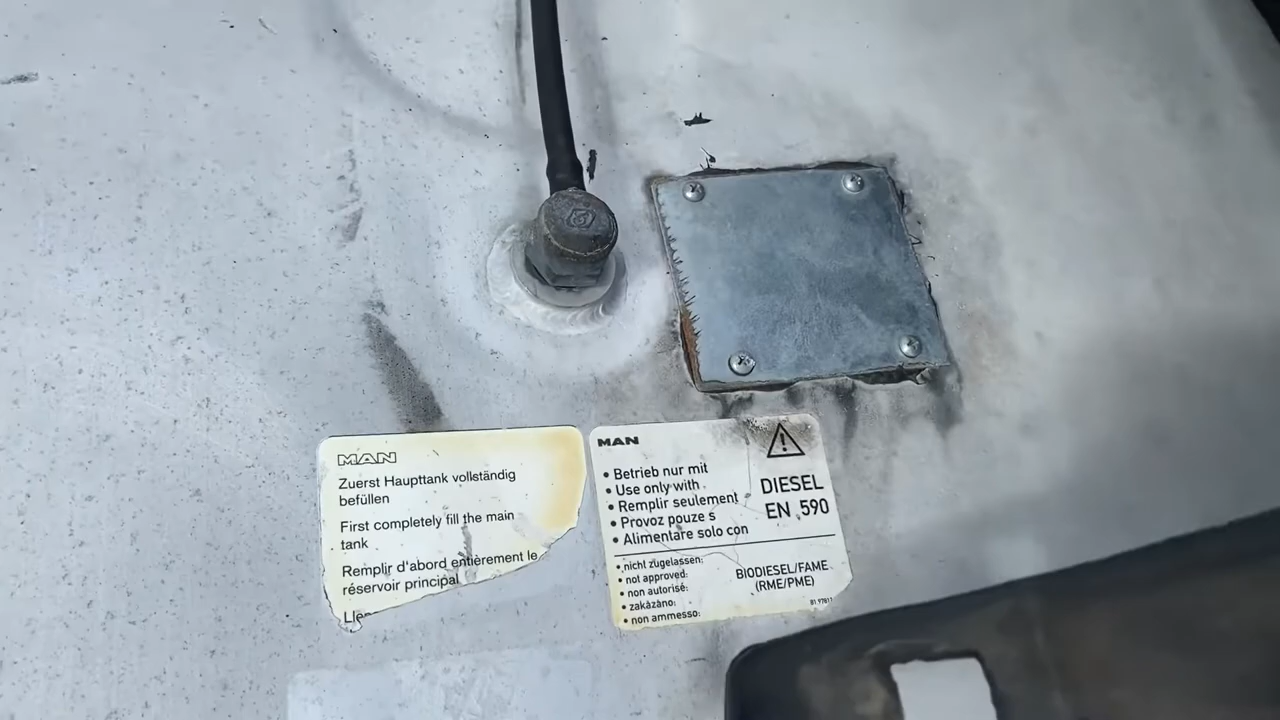 MAN
Zuerst Haupttank vollständig
befüllen
First completely fill the main
tank
Remplir d'abord entièrement le
réservoir principal
MAN
• Betrieb nur mit
• Use only with
• Remplir seulement
• Provoz pouze s
• Alimentare solo con
DIESEL
EN 590
• nicht zugelassen:
• not approved:
• non autorisé:
• zakázáno:
• non ammesso:
BIODIESEL/FAME
(RME/PME)